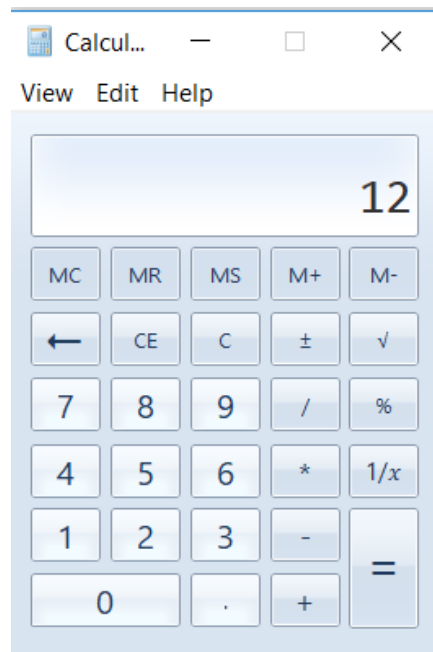 Calcul...
View Edit Help
12
MC MR MS M+ M-
← CE C ± √
7 8 9 / %
4 5 6 * 1/x
1 2 3 - =
0 . +